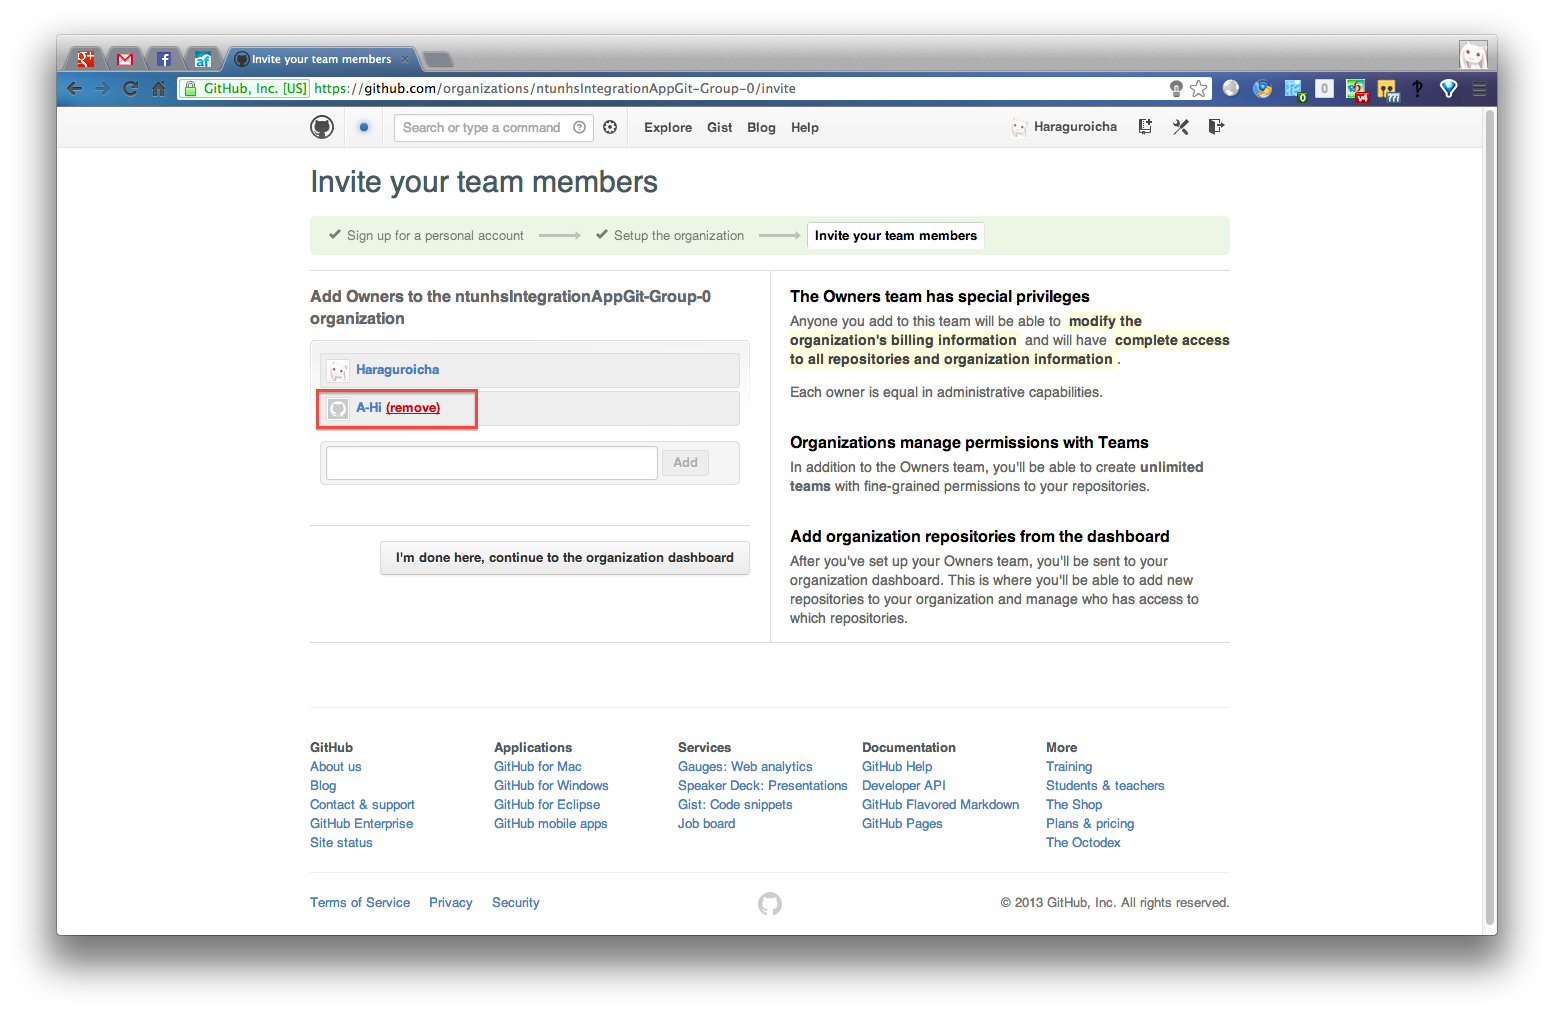 Invite your team members
GitHub, Inc. [US] https://github.com/organizations/ntunhsIntegrationAppGit-Group-0/invite
Search or type a command
Explore Gist Blog Help
Haraguroicha
Invite your team members
Sign up for a personal account
Setup the organization
Invite your team members
Add Owners to the ntunhsIntegrationAppGit-Group-0
organization
Haraguroicha
A-Hi (remove)
Add
I'm done here, continue to the organization dashboard
The Owners team has special privileges
Anyone you add to this team will be able to modify the
organization's billing information and will have complete access
to all repositories and organization information.
Each owner is equal in administrative capabilities.
Organizations manage permissions with Teams
In addition to the Owners team, you'll be able to create unlimited
teams with fine-grained permissions to your repositories.
Add organization repositories from the dashboard
After you've set up your Owners team, you'll be sent to your
organization dashboard. This is where you'll be able to add new
repositories to your organization and manage who has access to
which repositories.
GitHub
About us
Blog
Contact & support
GitHub Enterprise
Site status
Applications
GitHub for Mac
GitHub for Windows
GitHub for Eclipse
GitHub mobile apps
Services
Gauges: Web analytics
Speaker Deck: Presentations
Gist: Code snippets
Job board
Documentation
GitHub Help
Developer API
GitHub Flavored Markdown
GitHub Pages
More
Training
Students & teachers
The Shop
Plans & pricing
The Octodex
Terms of Service Privacy Security
© 2013 GitHub, Inc. All rights reserved.